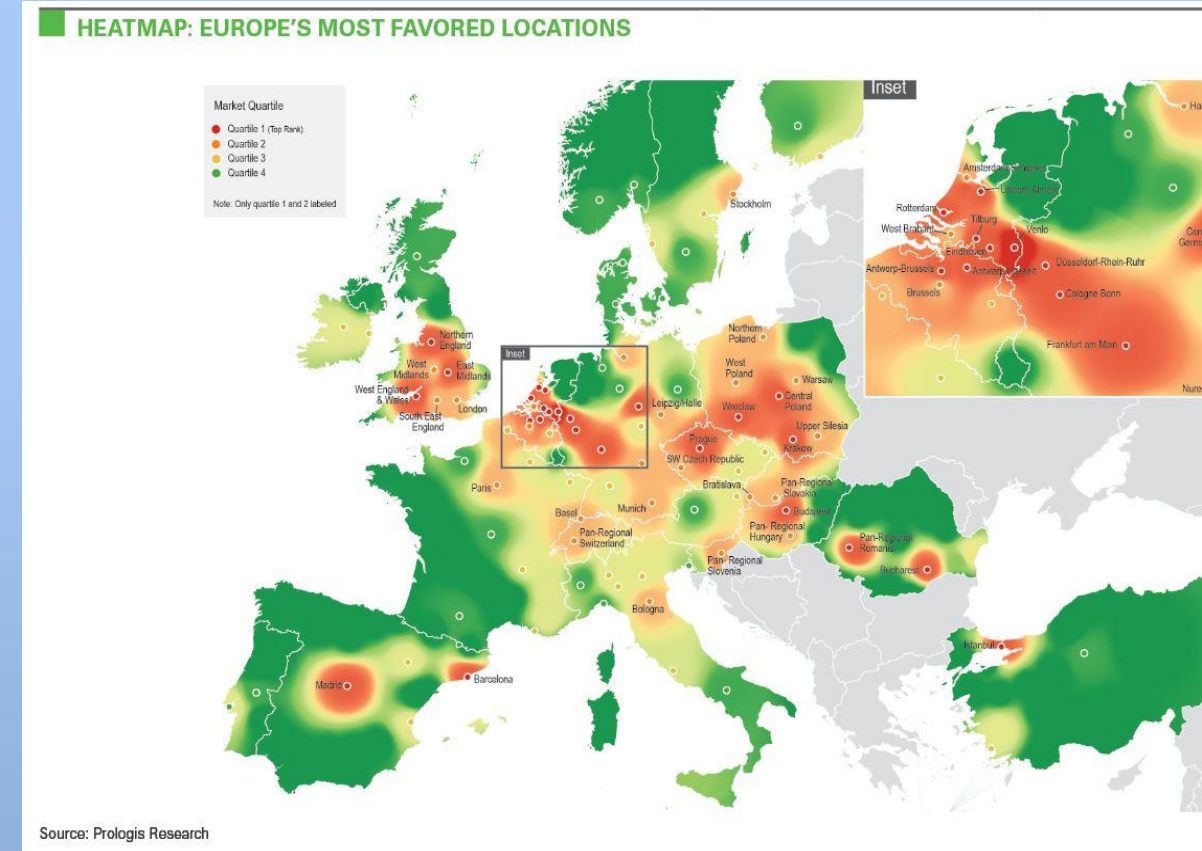 HEATMAP: EUROPE'S MOST FAVORED LOCATIONS
Market Quartile
Quartile 1 (Top Rank)
Quartile 2
Quartile 3
Quartile 4
Note: Only quartile 1 and 2 labeled
Stockholm
Northern
England
West
Midlands
East
Midlands
West England
& Wales
South East
England
London
Inset
Northern
Poland
West
Poland
Warsaw
Central
Poland
Leipzig/Halle
Wroclaw
Upper Silesia
Krakow
Prague
SW Czech Republic
Paris
Basel
Munich
Bratislava
Pan-Regional
Slovakia
Budapest
Pan- Regional
Hungary
Pan-Regional
Switzerland
Pan- Regional
Slovenia
Pan-Regional
Romania
Bucharest
Bologna
Madrid
Barcelona
Istanbul
Inset
Ha
Rotterdam
Tilburg
West Brabant
Venlo
Eindhoven
Cen
Germa
Antwerp-Brussels
Düsseldorf-Rhein-Ruhr
Brussels
Cologne Bonn
Frankfurt am Main
Nure
Source: Prologis Research